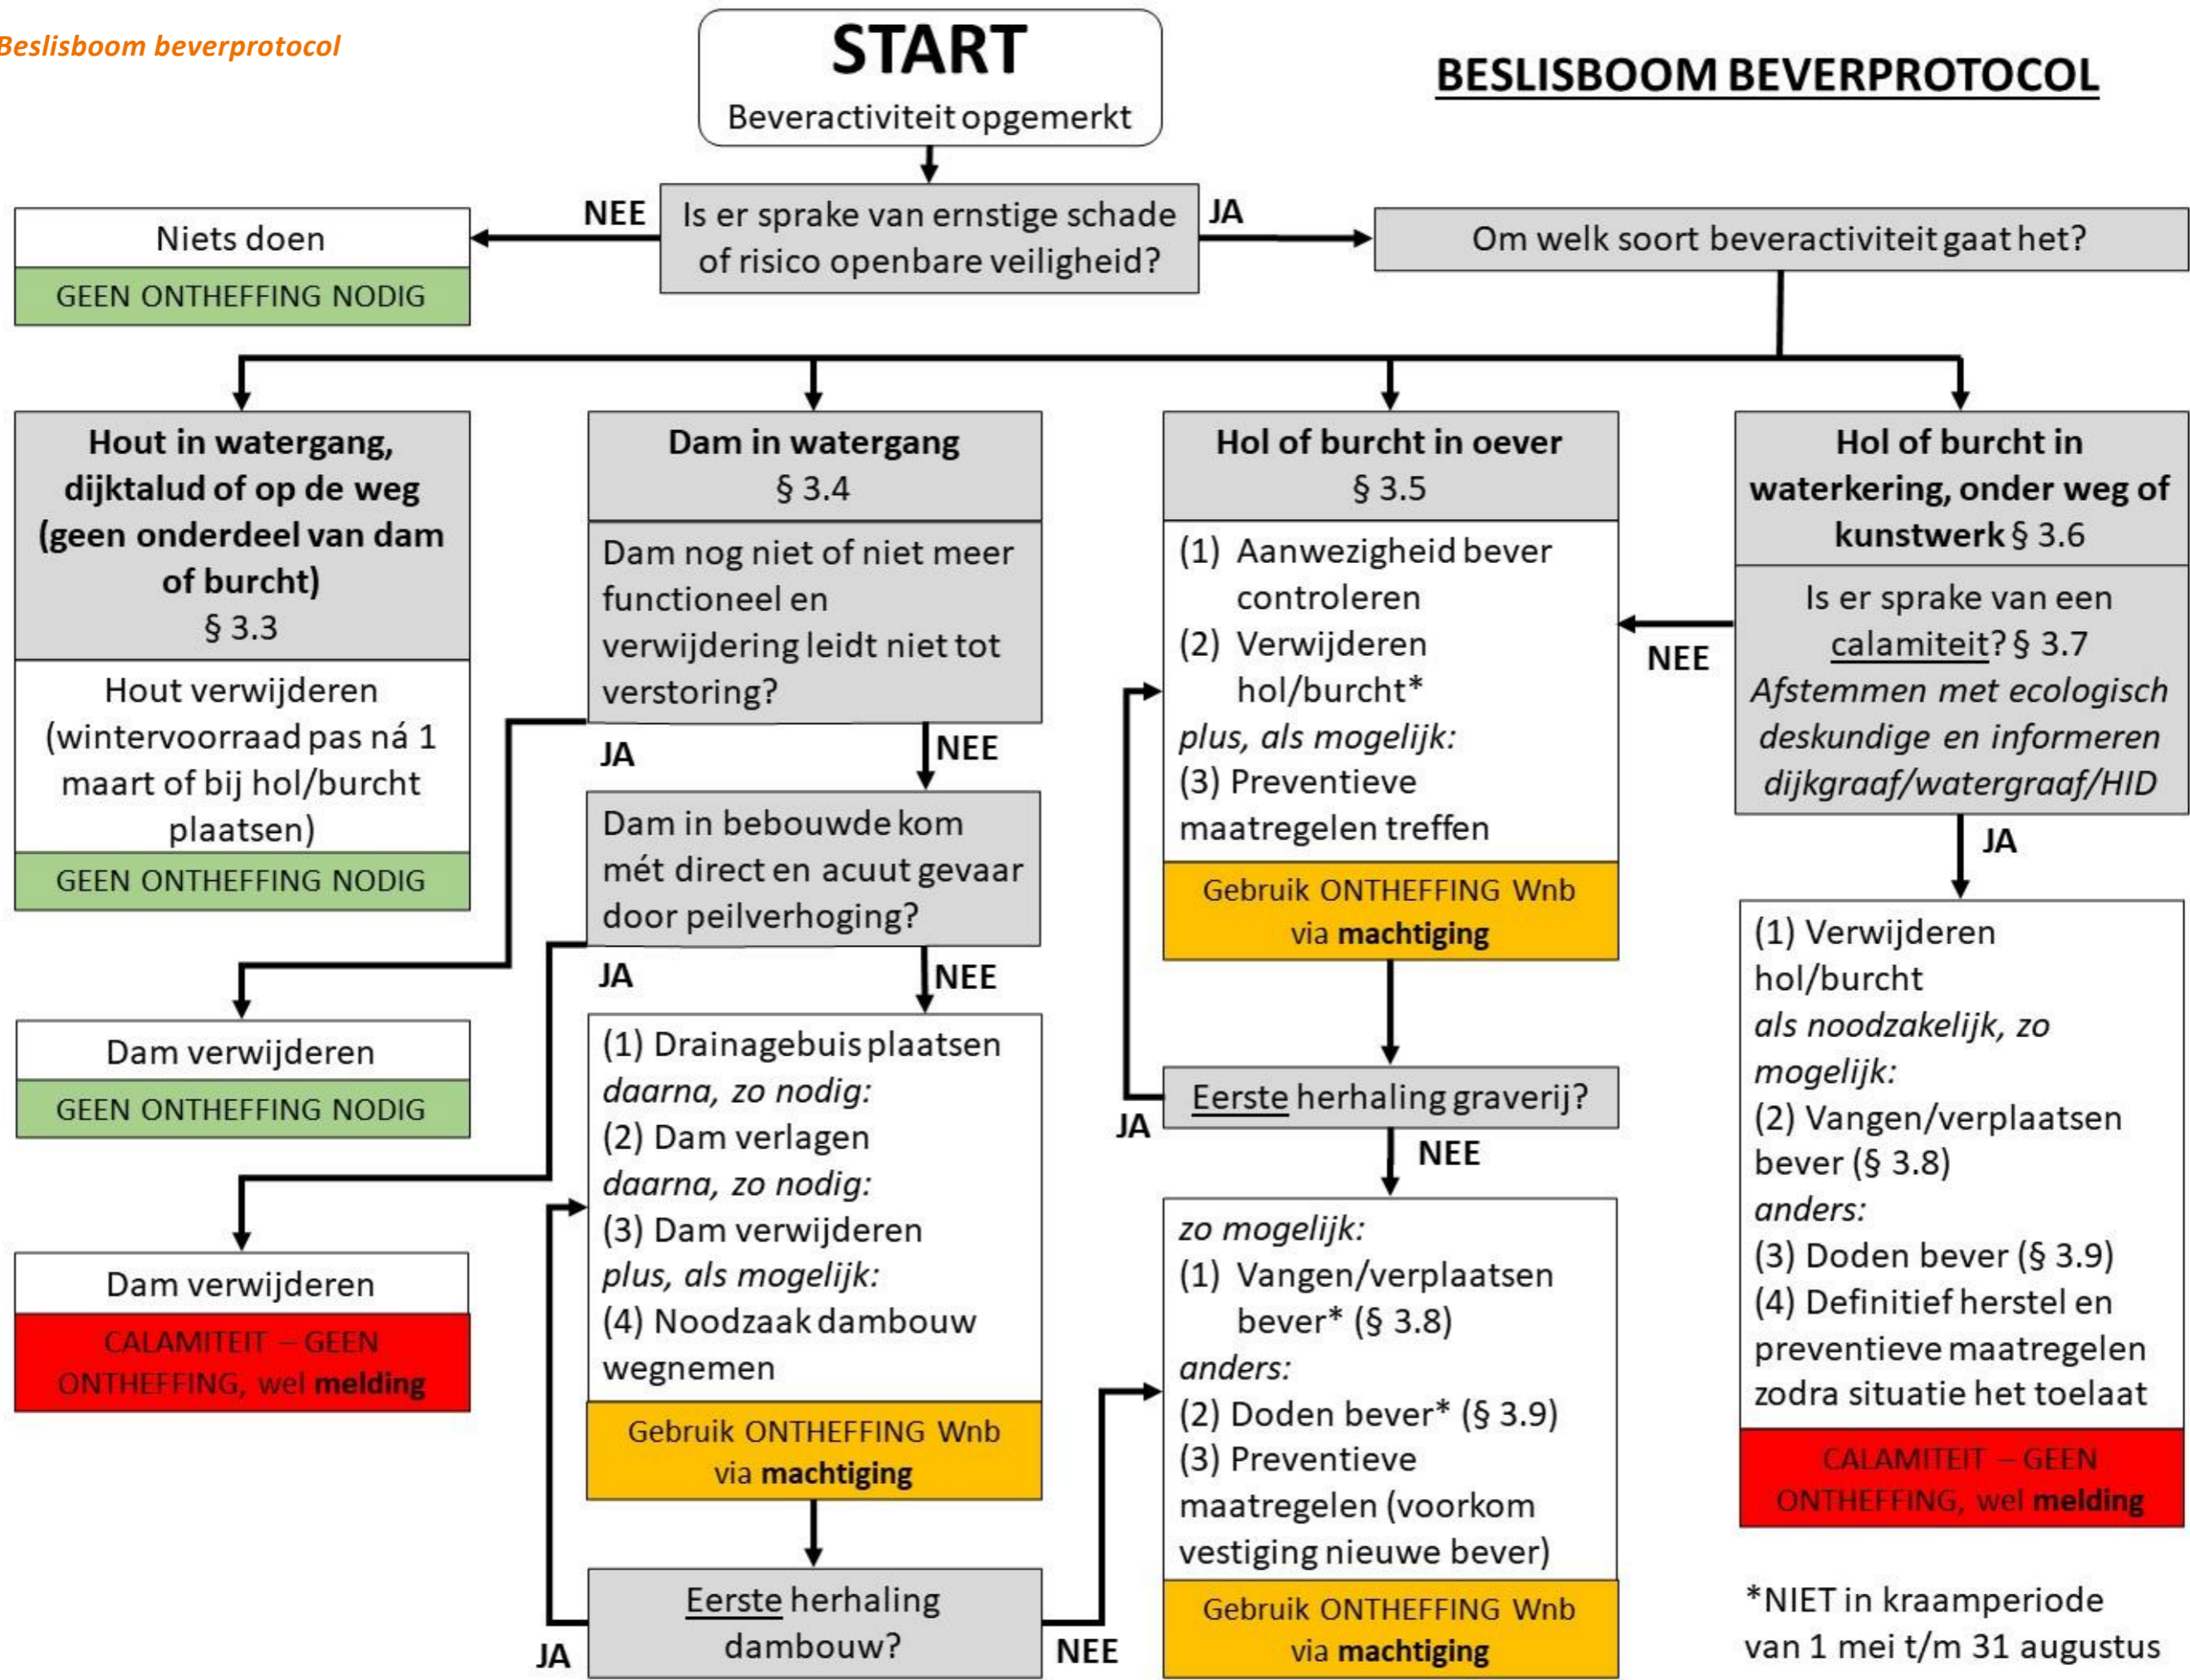 Beslisboom beverprotocol
BESLISBOOM BEVERPROTOCOL
START
Beveractiviteit opgemerkt
Is er sprake van ernstige schade
of risico openbare veiligheid?
NEE
JA
Niets doen
GEEN ONTHEFFING NODIG
Om welk soort beveractiviteit gaat het?
Hout in watergang,
dijktalud of op de weg
(geen onderdeel van dam
of burcht)
§ 3.3
Hout verwijderen
(wintervoorraad pas ná 1
maart of bij hol/burcht
plaatsen)
GEEN ONTHEFFING NODIG
Dam in watergang
§ 3.4
Dam nog niet of niet meer
functioneel en
verwijdering leidt niet tot
verstoring?
JA
NEE
Dam verwijderen
GEEN ONTHEFFING NODIG
Dam in bebouwde kom
mét direct en acuut gevaar
door peilverhoging?
JA
NEE
Dam verwijderen
CALAMITEIT – GEEN
ONTHEFFING, wel melding
(1) Drainagebuis plaatsen
daarna, zo nodig:
(2) Dam verlagen
daarna, zo nodig:
(3) Dam verwijderen
plus, als mogelijk:
(4) Noodzaak dambouw
wegnemen
Gebruik ONTHEFFING Wnb
via machtiging
Eerste herhaling
dambouw?
JA
NEE
Hol of burcht in oever
§ 3.5
(1) Aanwezigheid bever
controleren
(2) Verwijderen
hol/burcht*
plus, als mogelijk:
(3) Preventieve
maatregelen treffen
Gebruik ONTHEFFING Wnb
via machtiging
Eerste herhaling graverij?
JA
NEE
zo mogelijk:
(1) Vangen/verplaatsen
bever* (§ 3.8)
anders:
(2) Doden bever* (§ 3.9)
(3) Preventieve
maatregelen (voorkom
vestiging nieuwe bever)
Gebruik ONTHEFFING Wnb
via machtiging
Hol of burcht in
waterkering, onder weg of
kunstwerk § 3.6
Is er sprake van een
calamiteit? § 3.7
Afstemmen met ecologisch
deskundige en informeren
dijkgraaf/watergraaf/HID
NEE
JA
(1) Verwijderen
hol/burcht
als noodzakelijk, zo
mogelijk:
(2) Vangen/verplaatsen
bever (§ 3.8)
anders:
(3) Doden bever (§ 3.9)
(4) Definitief herstel en
preventieve maatregelen
zodra situatie het toelaat
CALAMITEIT – GEEN
ONTHEFFING, wel melding
*NIET in kraamperiode
van 1 mei t/m 31 augustus